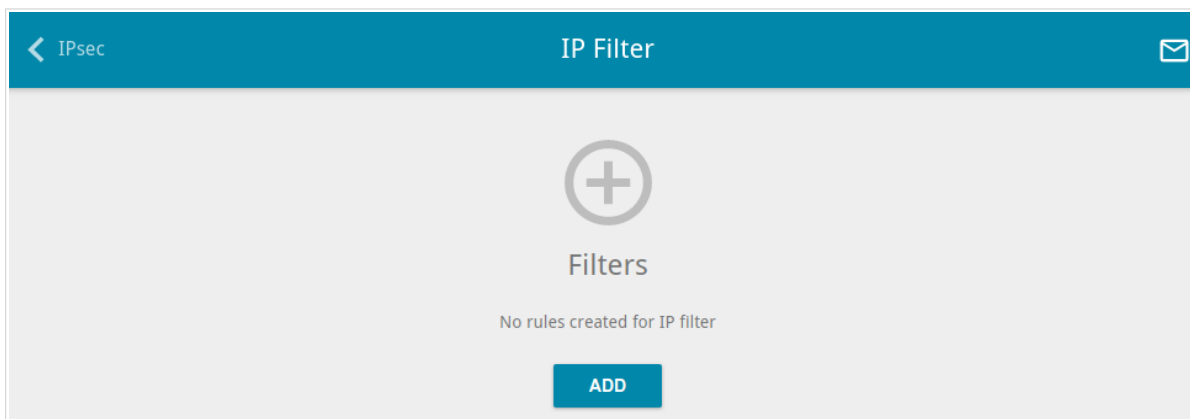 IPsec
IP Filter
Filters
No rules created for IP filter
ADD